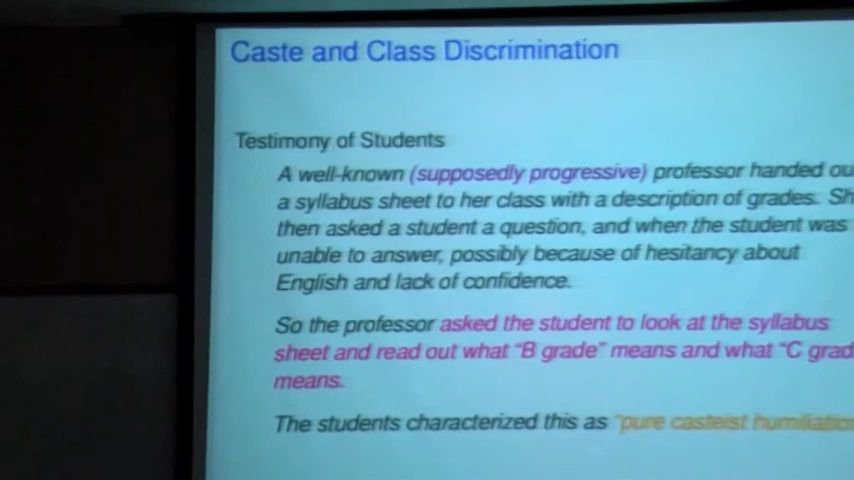 Caste and Class Discrimination
Testimony of Students
A well-known (supposedly progressive) professor handed ou
a syllabus sheet to her class with a description of grades. Sh
then asked a student a question, and when the student was
unable to answer, possibly because of hesitancy about
English and lack of confidence.
So the professor asked the student to look at the syllabus
sheet and read out what “B grade” means and what “C grad
means.
The students characterized this as “pure casteist humiliatio